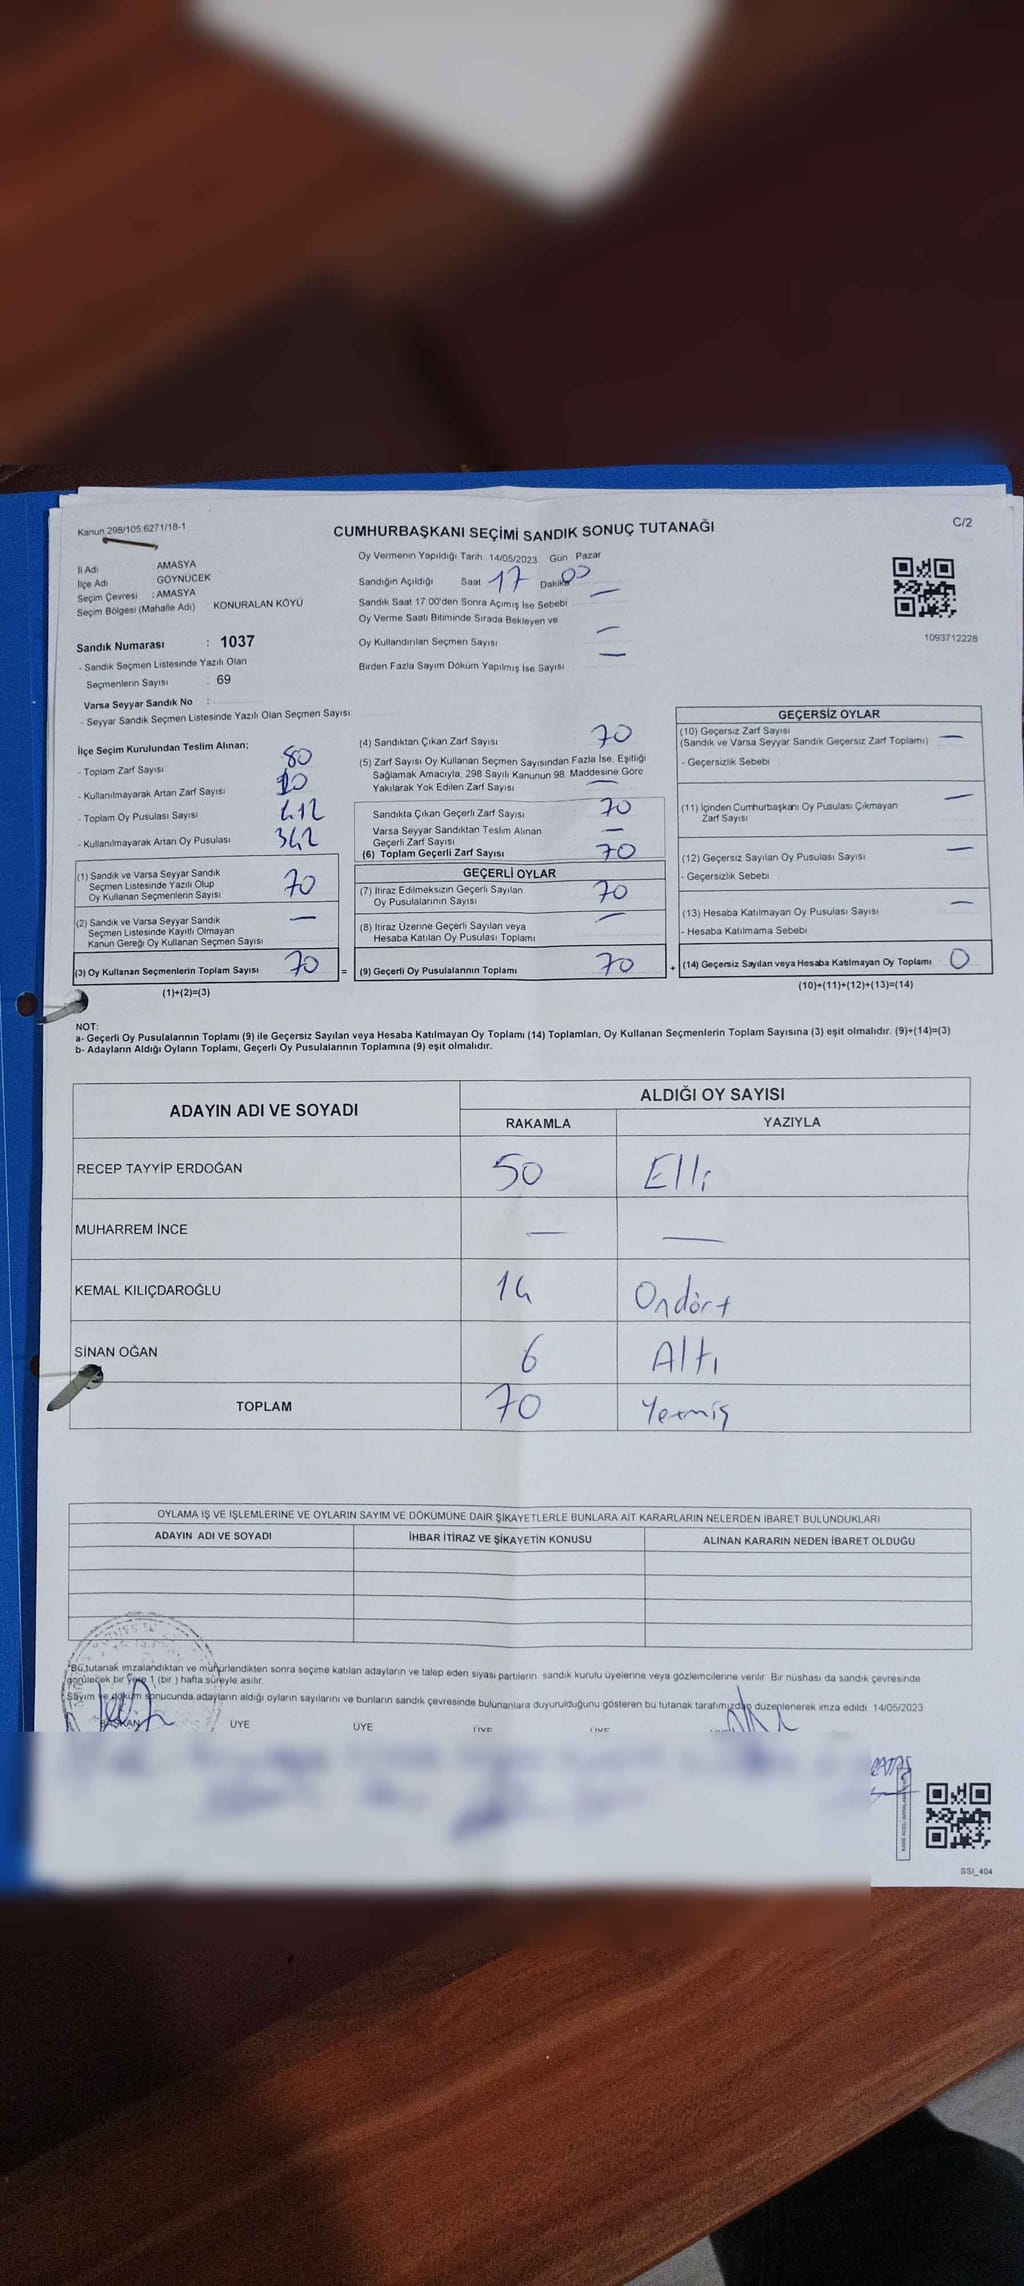 Kanun 298/105.6271/18-1
CUMHURBAŞKANI SEÇİMİ SANDIK SONUÇ TUTANAĞI
C/2
İl Adı AMASYA
İlçe Adı GÖYNÜCEK
Seçim Çevresi : AMASYA
Seçim Bölgesi (Mahalle Adı) KONURALAN KÖYÜ
Sandık Numarası : 1037
- Sandık Seçmen Listesinde Yazılı Olan
Seçmenlerin Sayısı : 69
Varsa Seyyar Sandık No :
- Seyyar Sandık Seçmen Listesinde Yazılı Olan Seçmen Sayısı
Oy Vermenin Yapıldığı Tarih : 14/05/2023 Gün Pazar
Sandığın Açıldığı Saat 17 Dakika 00
Sandık Saat 17:00'den Sonra Açımış İse Sebebi —
Oy Verme Saati Bitiminde Sırada Bekleyen ve
Oy Kullandırılan Seçmen Sayısı —
Birden Fazla Sayım Döküm Yapılmış İse Sayısı —
1093712228
İlçe Seçim Kurulundan Teslim Alınan;
- Toplam Zarf Sayısı 80
- Kullanılmayarak Artan Zarf Sayısı 10
- Toplam Oy Pusulası Sayısı 412
- Kullanılmayarak Artan Oy Pusulası 342
(1) Sandık ve Varsa Seyyar Sandık
Seçmen Listesinde Yazılı Olup
Oy Kullanan Seçmenlerin Sayısı 70
(2) Sandık ve Varsa Seyyar Sandık
Seçmen Listesinde Kayıtlı Olmayan
Kanun Gereği Oy Kullanan Seçmen Sayısı —
(3) Oy Kullanan Seçmenlerin Toplam Sayısı 70 =
(1)+(2)=(3)
(4) Sandıktan Çıkan Zarf Sayısı 70
(5) Zarf Sayısı Oy Kullanan Seçmen Sayısından Fazla İse, Eşitliği
Sağlamak Amacıyla, 298 Sayılı Kanunun 98. Maddesine Göre
Yakılarak Yok Edilen Zarf Sayısı —
Sandıkta Çıkan Geçerli Zarf Sayısı 70
Varsa Seyyar Sandıktan Teslim Alınan
Geçerli Zarf Sayısı —
(6) Toplam Geçerli Zarf Sayısı 70
GEÇERLİ OYLAR
(7) İtiraz Edilmeksizin Geçerli Sayılan
Oy Pusulalarının Sayısı 70
(8) İtiraz Üzerine Geçerli Sayılan veya
Hesaba Katılan Oy Pusulası Toplamı —
(9) Geçerli Oy Pusulalarının Toplamı 70 +
GEÇERSİZ OYLAR
(10) Geçersiz Zarf Sayısı
(Sandık ve Varsa Seyyar Sandık Geçersiz Zarf Toplamı) —
- Geçersizlik Sebebi
(11) İçinden Cumhurbaşkanı Oy Pusulası Çıkmayan
Zarf Sayısı —
(12) Geçersiz Sayılan Oy Pusulası Sayısı —
- Geçersizlik Sebebi
(13) Hesaba Katılmayan Oy Pusulası Sayısı —
- Hesaba Katılmama Sebebi
(14) Geçersiz Sayılan veya Hesaba Katılmayan Oy Toplamı 0
(10)+(11)+(12)+(13)=(14)
NOT:
a- Geçerli Oy Pusulalarının Toplamı (9) ile Geçersiz Sayılan veya Hesaba Katılmayan Oy Toplamı (14) Toplamları, Oy Kullanan Seçmenlerin Toplam Sayısına (3) eşit olmalıdır. (9)+(14)=(3)
b- Adayların Aldığı Oyların Toplamı, Geçerli Oy Pusulalarının Toplamına (9) eşit olmalıdır.
ADAYIN ADI VE SOYADI
ALDIĞI OY SAYISI
RAKAMLA YAZIYLA
RECEP TAYYİP ERDOĞAN 50 Elli
MUHARREM İNCE — —
KEMAL KILIÇDAROĞLU 14 Ondört
SİNAN OĞAN 6 Altı
TOPLAM 70 Yetmiş
OYLAMA İŞ VE İŞLEMLERİNE VE OYLARIN SAYIM VE DÖKÜMÜNE DAİR ŞİKAYETLERLE BUNLARA AİT KARARLARIN NELERDEN İBARET BULUNDUKLARI
ADAYIN ADI VE SOYADI İHBAR İTİRAZ VE ŞİKAYETİN KONUSU ALINAN KARARIN NEDEN İBARET OLDUĞU
*Bu tutanak imzalandıktan ve mühürlendikten sonra seçime katılan adayların ve talep eden siyasi partilerin sandık kurulu üyelerine veya gözlemcilerine verilir. Bir nüshası da sandık çevresinde
görülecek bir yere 1 (bir ) hafta süreyle asılır.
Sayım ve döküm sonucunda adayların aldığı oyların sayılarını ve bunların sandık çevresinde bulunanlara duyurulduğunu gösteren bu tutanak tarafımızdan düzenlenerek imza edildi. 14/05/2023
BAŞKAN ÜYE ÜYE ÜYE ÜYE
SSI_404